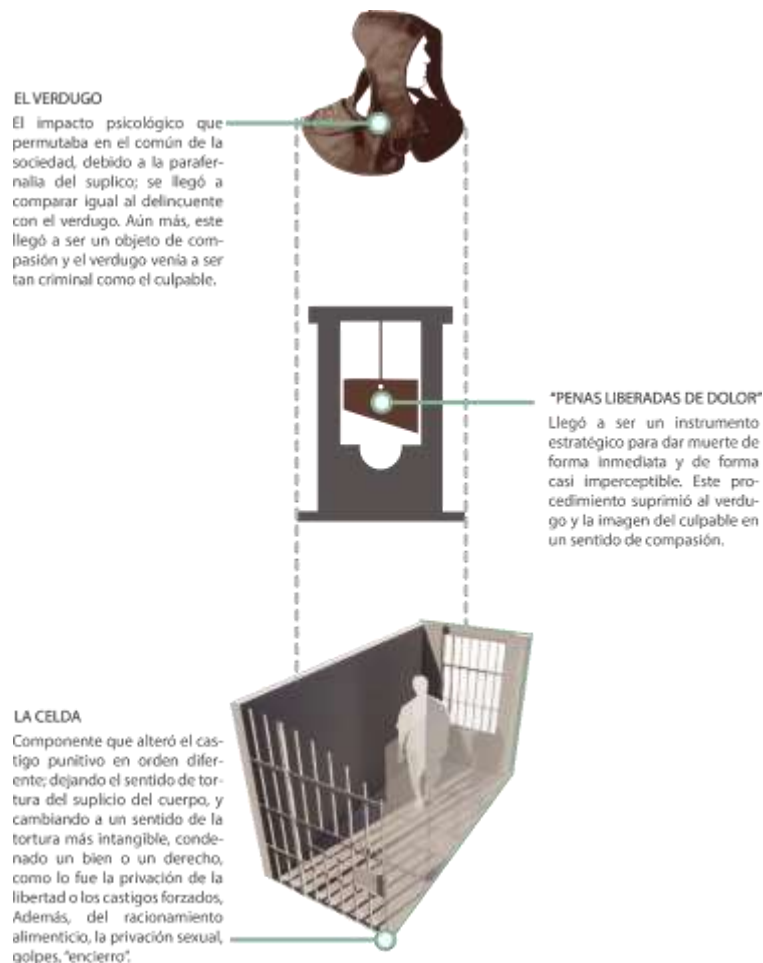 EL VERDUGO
El impacto psicológico que
permutaba en el común de la
sociedad, debido a la parafer-
nalia del suplico; se llegó a
comparar igual al delincuente
con el verdugo. Aún más, este
llegó a ser un objeto de com-
pasión y el verdugo venía a ser
tan criminal como el culpable.
"PENAS LIBERADAS DE DOLOR"
Llegó a ser un instrumento
estratégico para dar muerte de
forma inmediata y de forma
casi imperceptible. Este pro-
cedimiento suprimió al verdu-
go y la imagen del culpable en
un sentido de compasión.
LA CELDA
Componente que alteró el cas-
tigo punitivo en orden difer-
ente; dejando el sentido de tor-
tura del suplicio del cuerpo, y
cambiando a un sentido de la
tortura más intangible, conde-
nado un bien o un derecho,
como lo fue la privación de la
libertad o los castigos forzados,
Además, del racionamiento
alimenticio, la privación sexual,
golpes, "encierro".